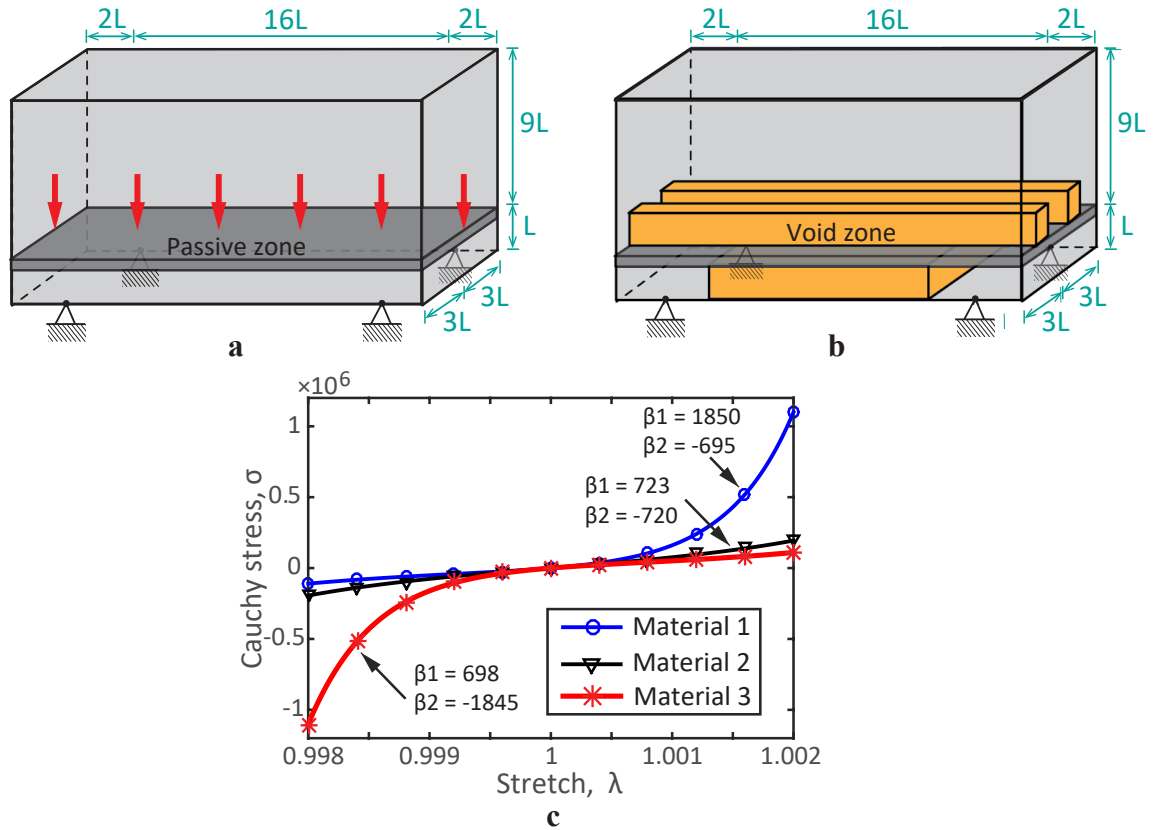 2L 16L 2L
9L
L
Passive zone
3L
3L
a
2L 16L 2L
9L
L
Void zone
3L
3L
b
×10⁶
1
0.5
0
-0.5
-1
Cauchy stress, σ
β1 = 1850
β2 = -695
β1 = 723
β2 = -720
β1 = 698
β2 = -1845
Material 1
Material 2
Material 3
0.998 0.999 1 1.001 1.002
Stretch, λ
c